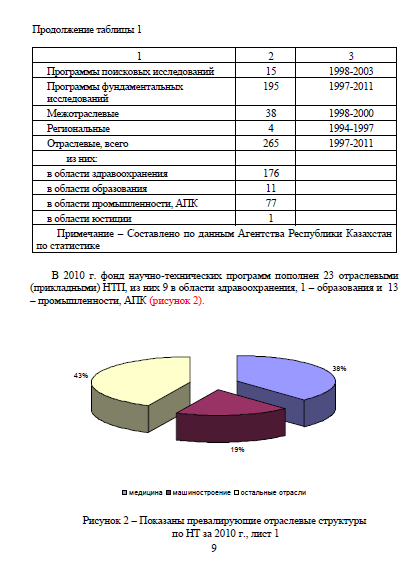 Продолжение таблицы 1
1 2 3
Программы поисковых исследований 15 1998-2003
Программы фундаментальных 195 1997-2011
исследований
Межотраслевые 38 1998-2000
Региональные 4 1994-1997
Отраслевые, всего 265 1997-2011
из них:
в области здравоохранения 176
в области образования 11
в области промышленности, АПК 77
в области юстиции 1
Примечание – Составлено по данным Агентства Республики Казахстан
по статистике
В 2010 г. фонд научно-технических программ пополнен 23 отраслевыми
(прикладными) НТП, из них 9 в области здравоохранения, 1 – образования и 13
– промышленности, АПК (рисунок 2).
43%
38%
19%
медицина машиностроение остальные отрасли
Рисунок 2 – Показаны превалирующие отраслевые структуры
по НТ за 2010 г., лист 1
9